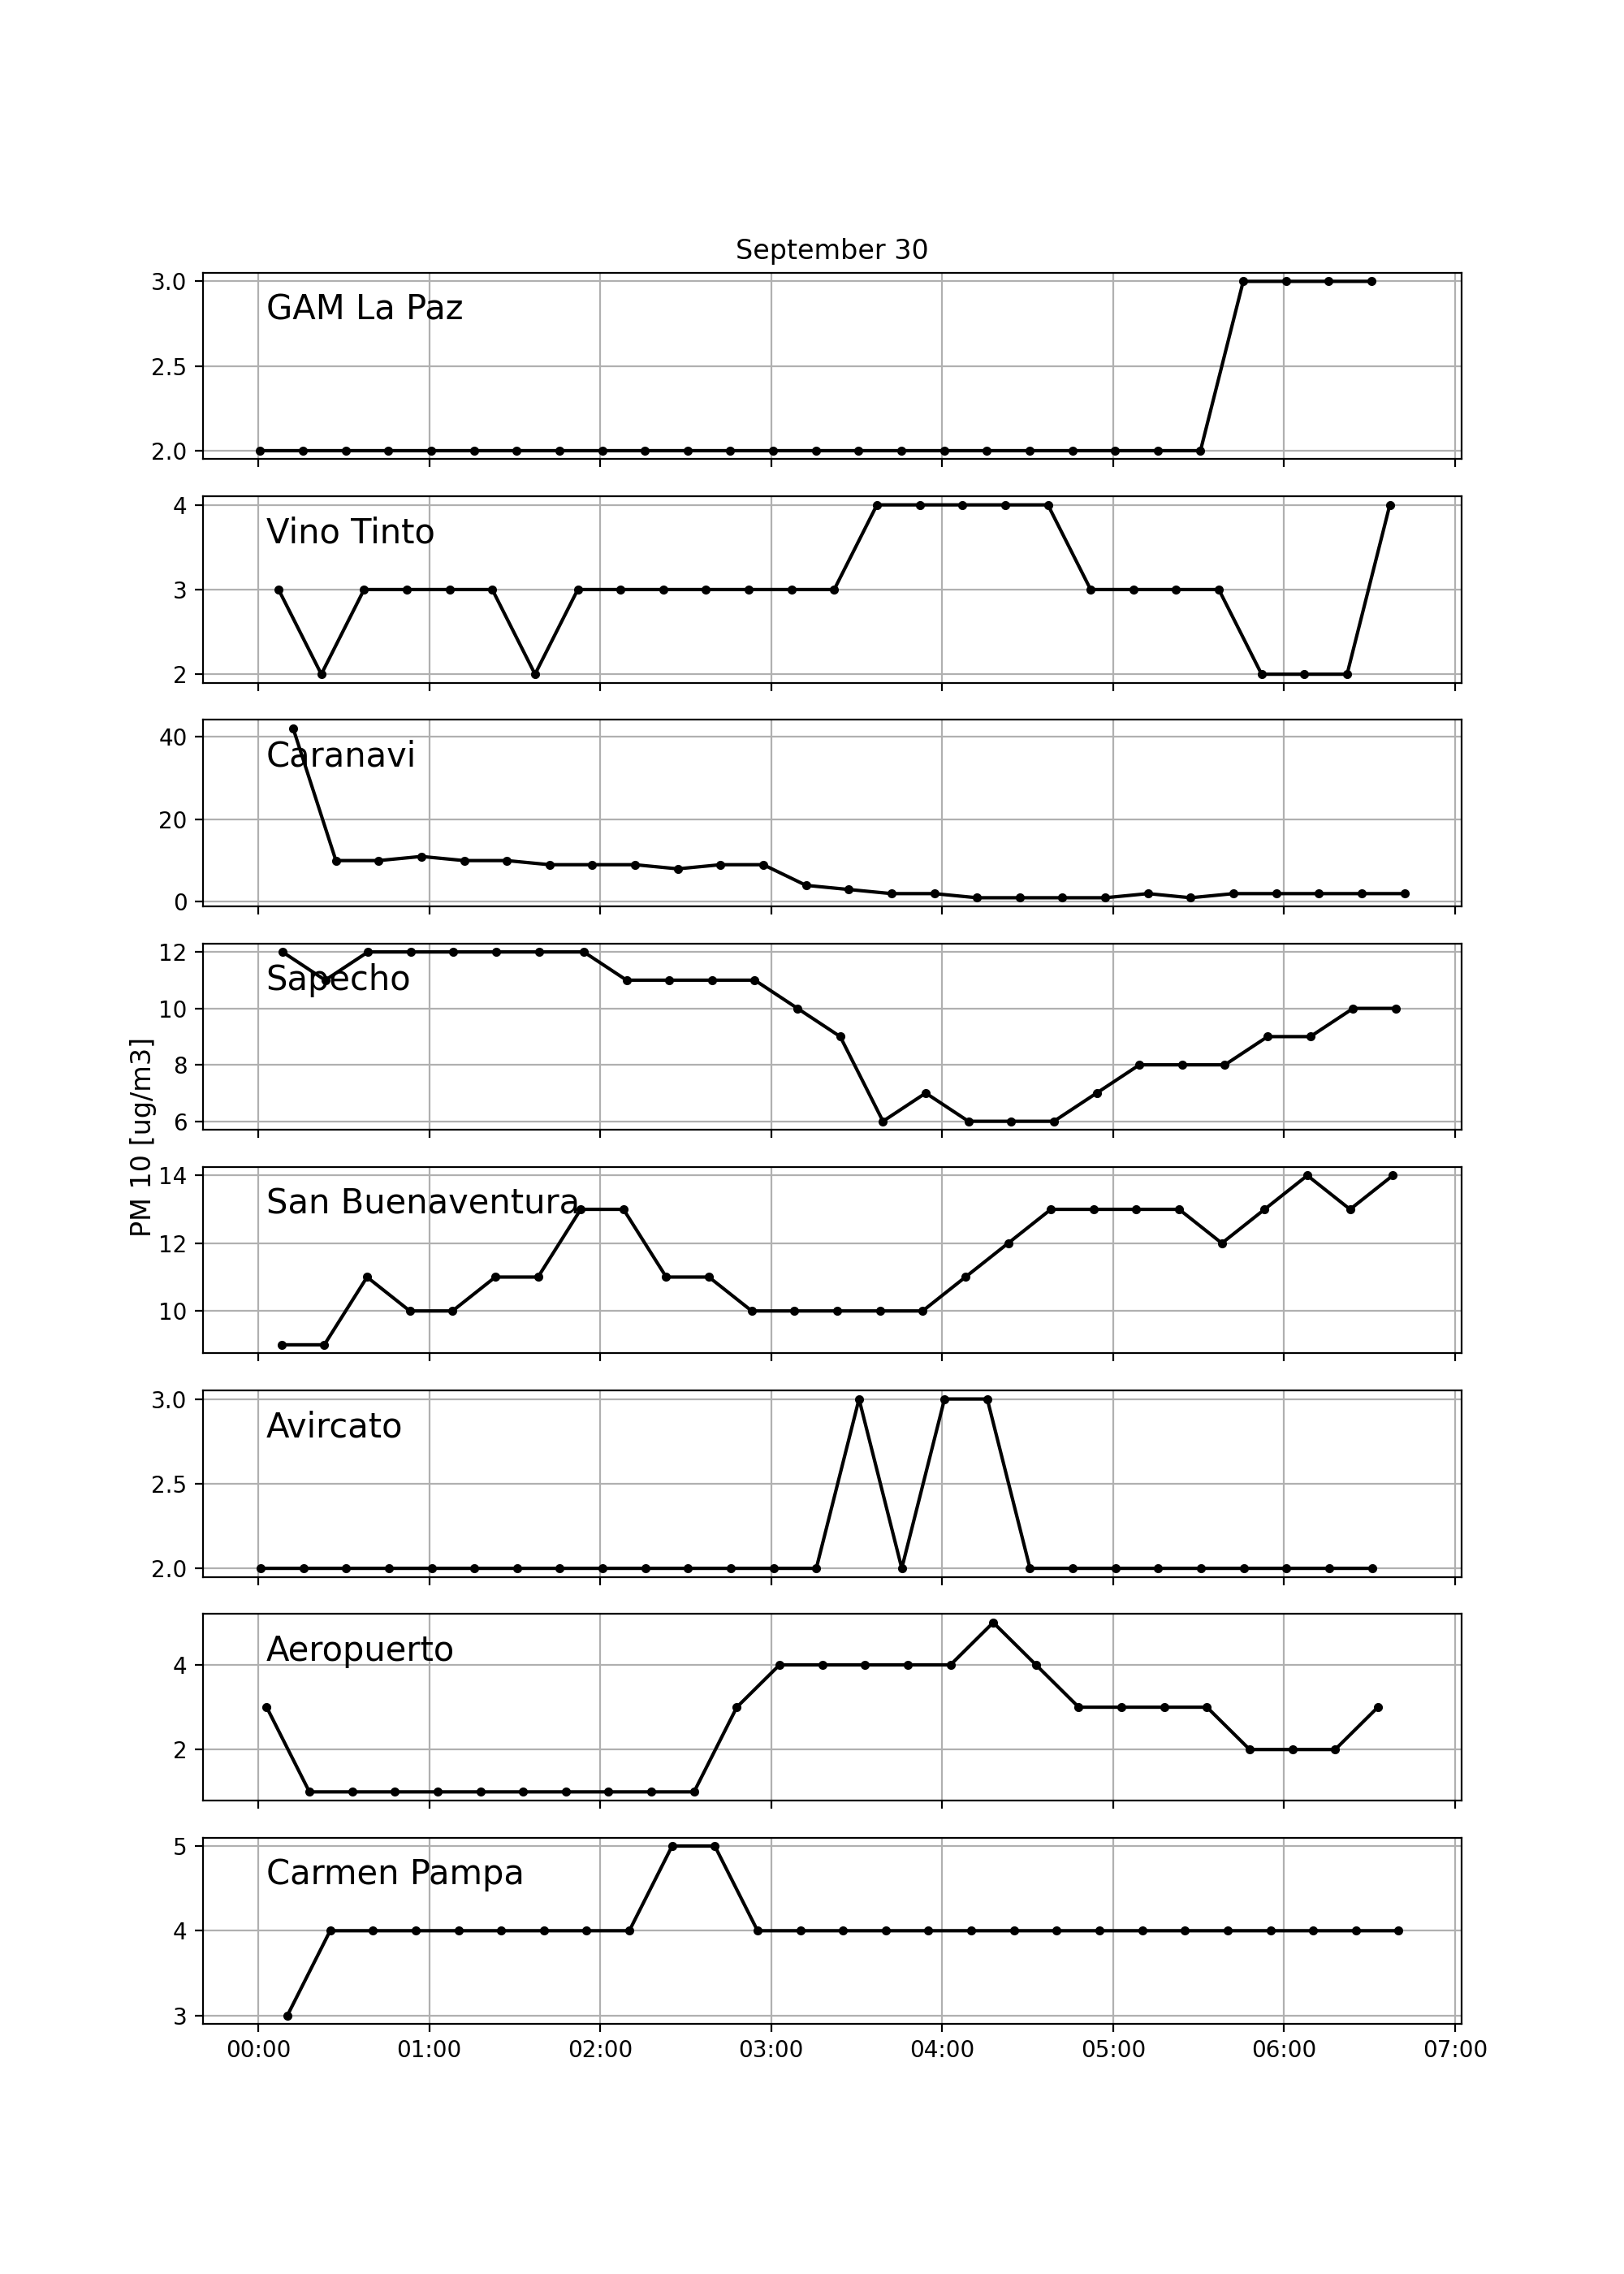 September 30
3.0
GAM La Paz
2.5
2.0
4
Vino Tinto
3
2
40
Caranavi
20
0
12
Sapecho
10
8
6
PM 10 [ug/m3]
14
San Buenaventura
12
10
3.0
Avircato
2.5
2.0
Aeropuerto
4
2
5
Carmen Pampa
4
3
00:00 01:00 02:00 03:00 04:00 05:00 06:00 07:00